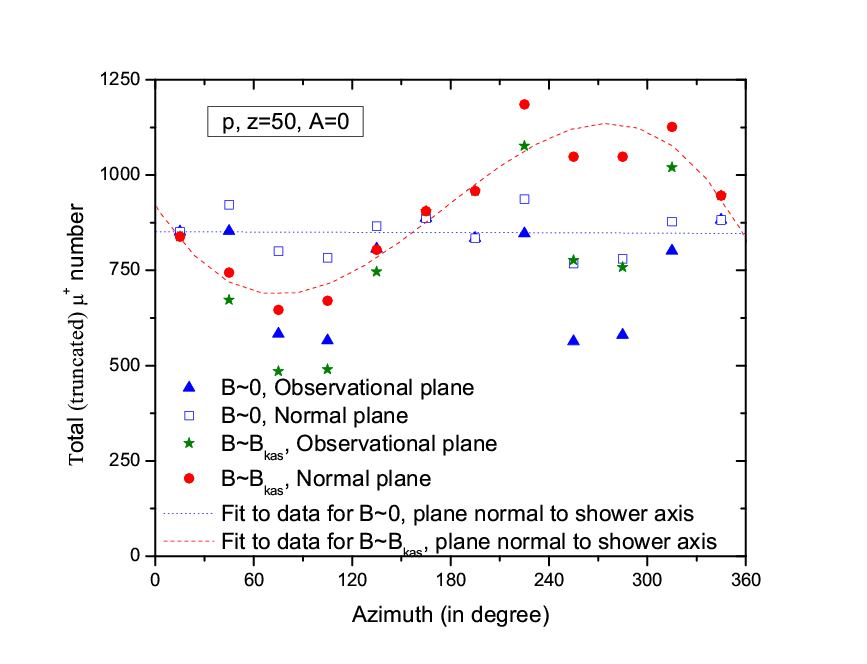 1250
p, z=50, A=0
1000
750
500
250
0
Total (truncated) μ+ number
B~0, Observational plane
B~0, Normal plane
B~Bkas, Observational plane
B~Bkas, Normal plane
Fit to data for B~0, plane normal to shower axis
Fit to data for B~Bkas, plane normal to shower axis
0 60 120 180 240 300 360
Azimuth (in degree)